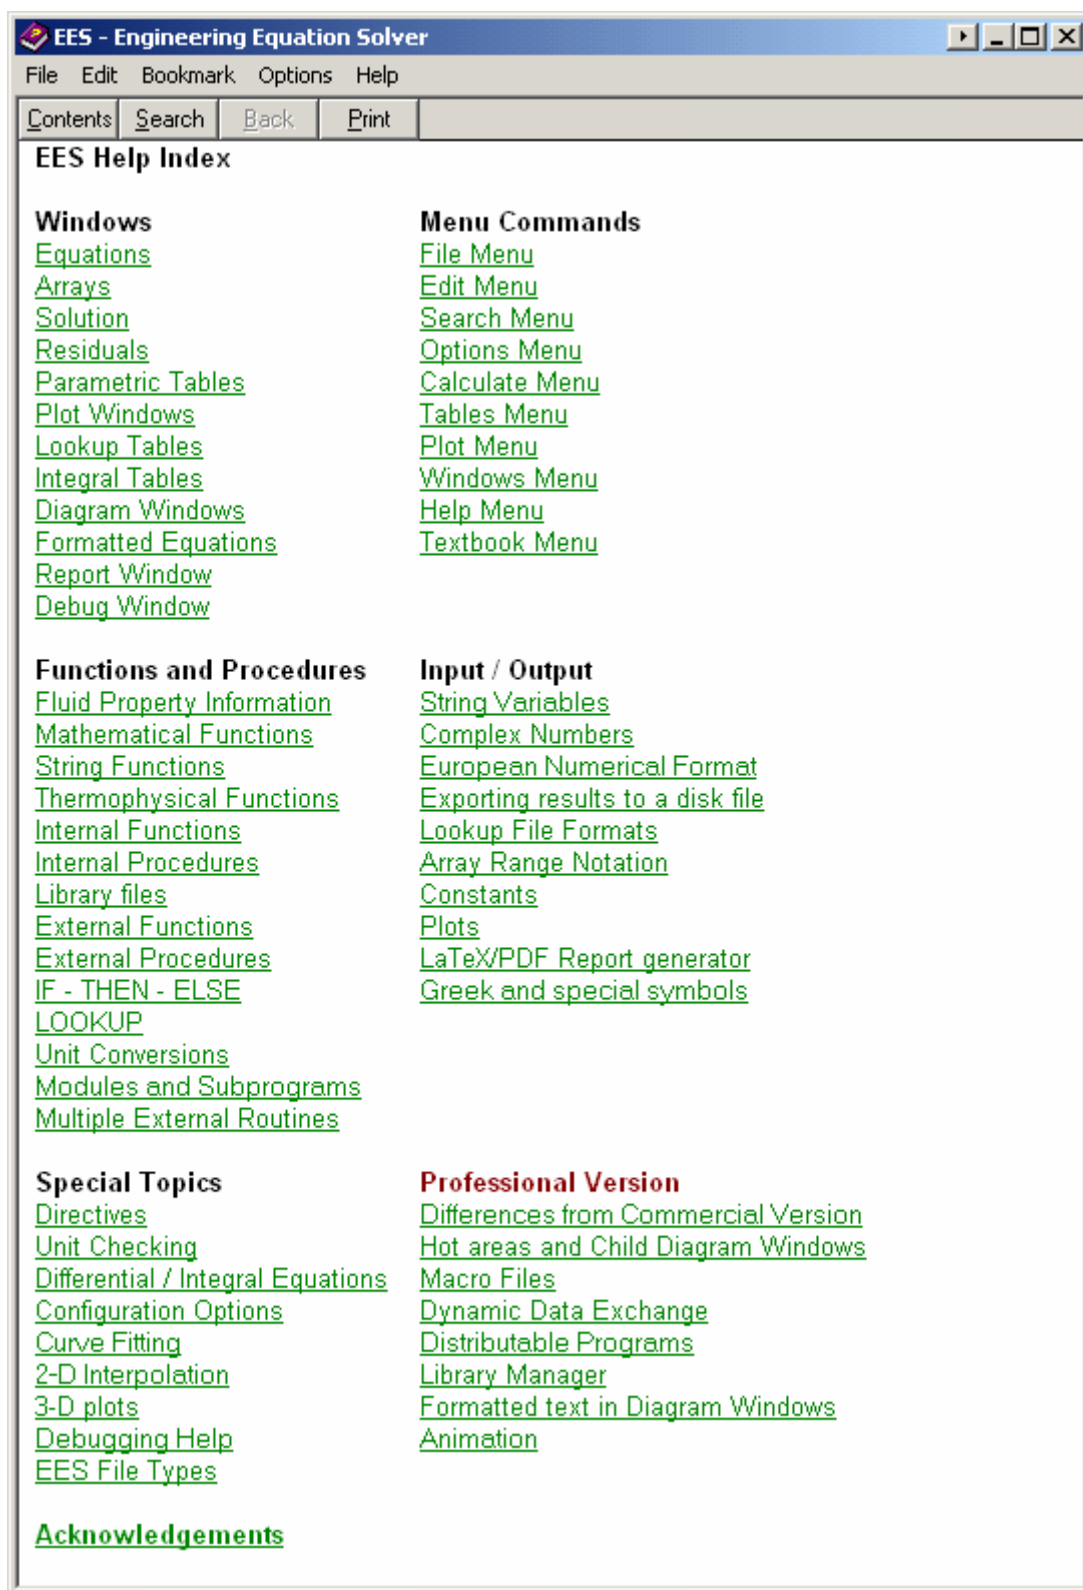 EES - Engineering Equation Solver
File Edit Bookmark Options Help
Contents Search Back Print
EES Help Index
Windows
Equations
Arrays
Solution
Residuals
Parametric Tables
Plot Windows
Lookup Tables
Integral Tables
Diagram Windows
Formatted Equations
Report Window
Debug Window
Menu Commands
File Menu
Edit Menu
Search Menu
Options Menu
Calculate Menu
Tables Menu
Plot Menu
Windows Menu
Help Menu
Textbook Menu
Functions and Procedures
Fluid Property Information
Mathematical Functions
String Functions
Thermophysical Functions
Internal Functions
Internal Procedures
Library files
External Functions
External Procedures
IF - THEN - ELSE
LOOKUP
Unit Conversions
Modules and Subprograms
Multiple External Routines
Input / Output
String Variables
Complex Numbers
European Numerical Format
Exporting results to a disk file
Lookup File Formats
Array Range Notation
Constants
Plots
LaTeX/PDF Report generator
Greek and special symbols
Special Topics
Directives
Unit Checking
Differential / Integral Equations
Configuration Options
Curve Fitting
2-D Interpolation
3-D plots
Debugging Help
EES File Types
Professional Version
Differences from Commercial Version
Hot areas and Child Diagram Windows
Macro Files
Dynamic Data Exchange
Distributable Programs
Library Manager
Formatted text in Diagram Windows
Animation
Acknowledgements